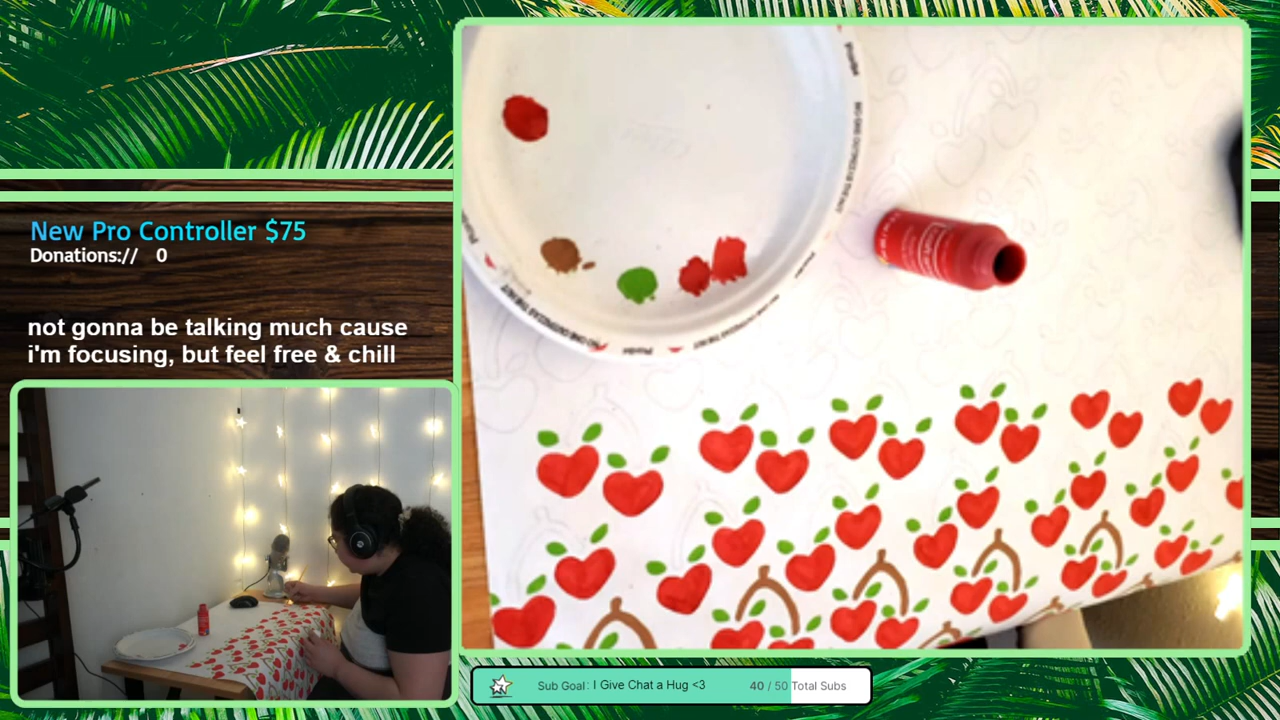 New Pro Controller $75
Donations:// 0
not gonna be talking much cause
i'm focusing, but feel free & chill
Sub Goal: I Give Chat a Hug <3
40 / 50 Total Subs